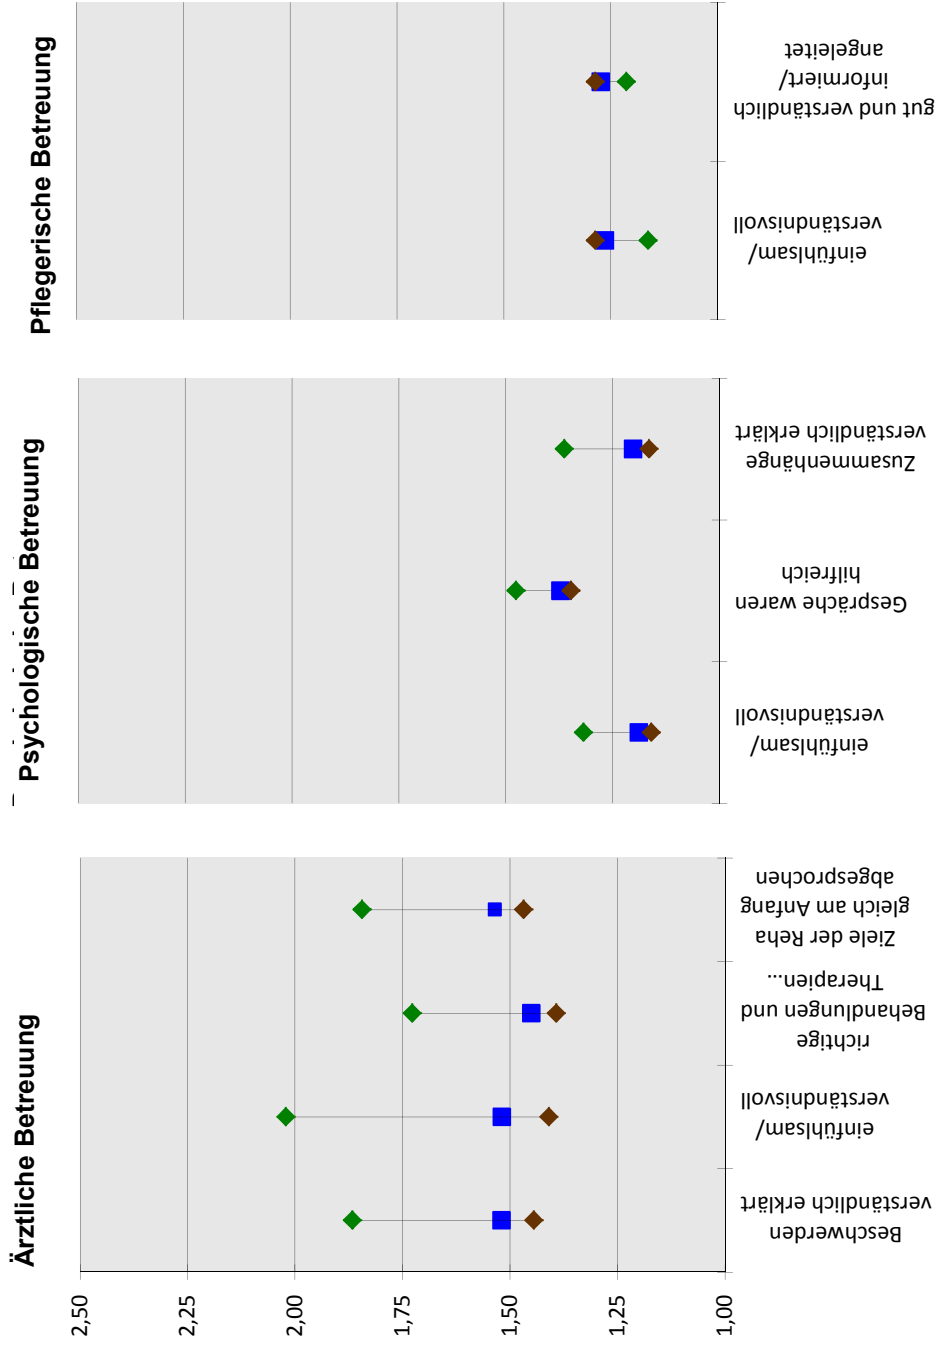 Ärztliche Betreuung
Psychologische Betreuung
Pflegerische Betreuung
2,50
2,25
2,00
1,75
1,50
1,25
1,00
Beschwerden
verständlich erklärt
einfühlsam/
verständnisvoll
richtige
Behandlungen und
Therapien...
Ziele der Reha
gleich am Anfang
abgesprochen
einfühlsam/
verständnisvoll
Gespräche waren
hilfreich
Zusammenhänge
verständlich erklärt
einfühlsam/
verständnisvoll
gut und verständlich
informiert/
angeleitet